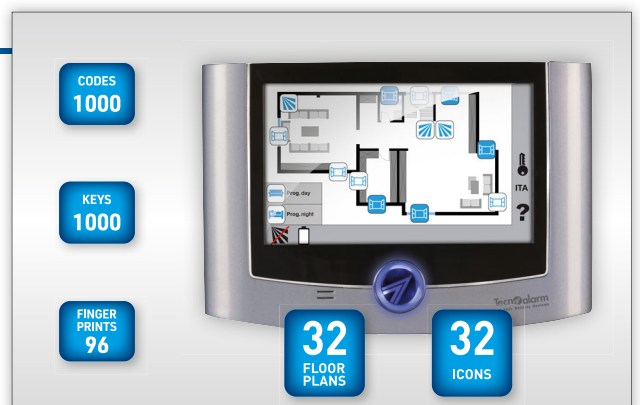 CODES
1000
KEYS
1000
FINGER
PRINTS
96
Prog.day
Prog.night
ITA
?
Tecnoalarm
32
FLOOR
PLANS
32
ICONS